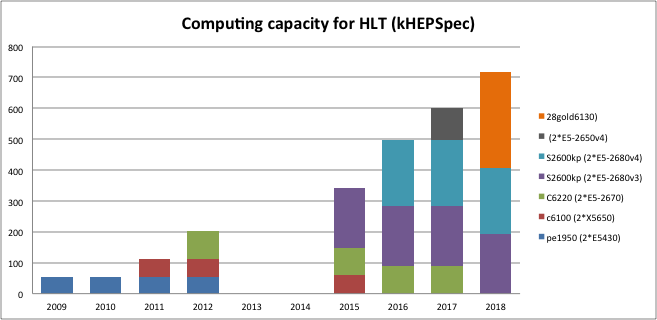 Computing capacity for HLT (kHEPSpec)
800
700
600
500
400
300
200
100
0
2009 2010 2011 2012 2013 2014 2015 2016 2017 2018
28gold6130)
(2*E5-2650v4)
S2600kp (2*E5-2680v4)
S2600kp (2*E5-2680v3)
C6220 (2*E5-2670)
c6100 (2*X5650)
pe1950 (2*E5430)